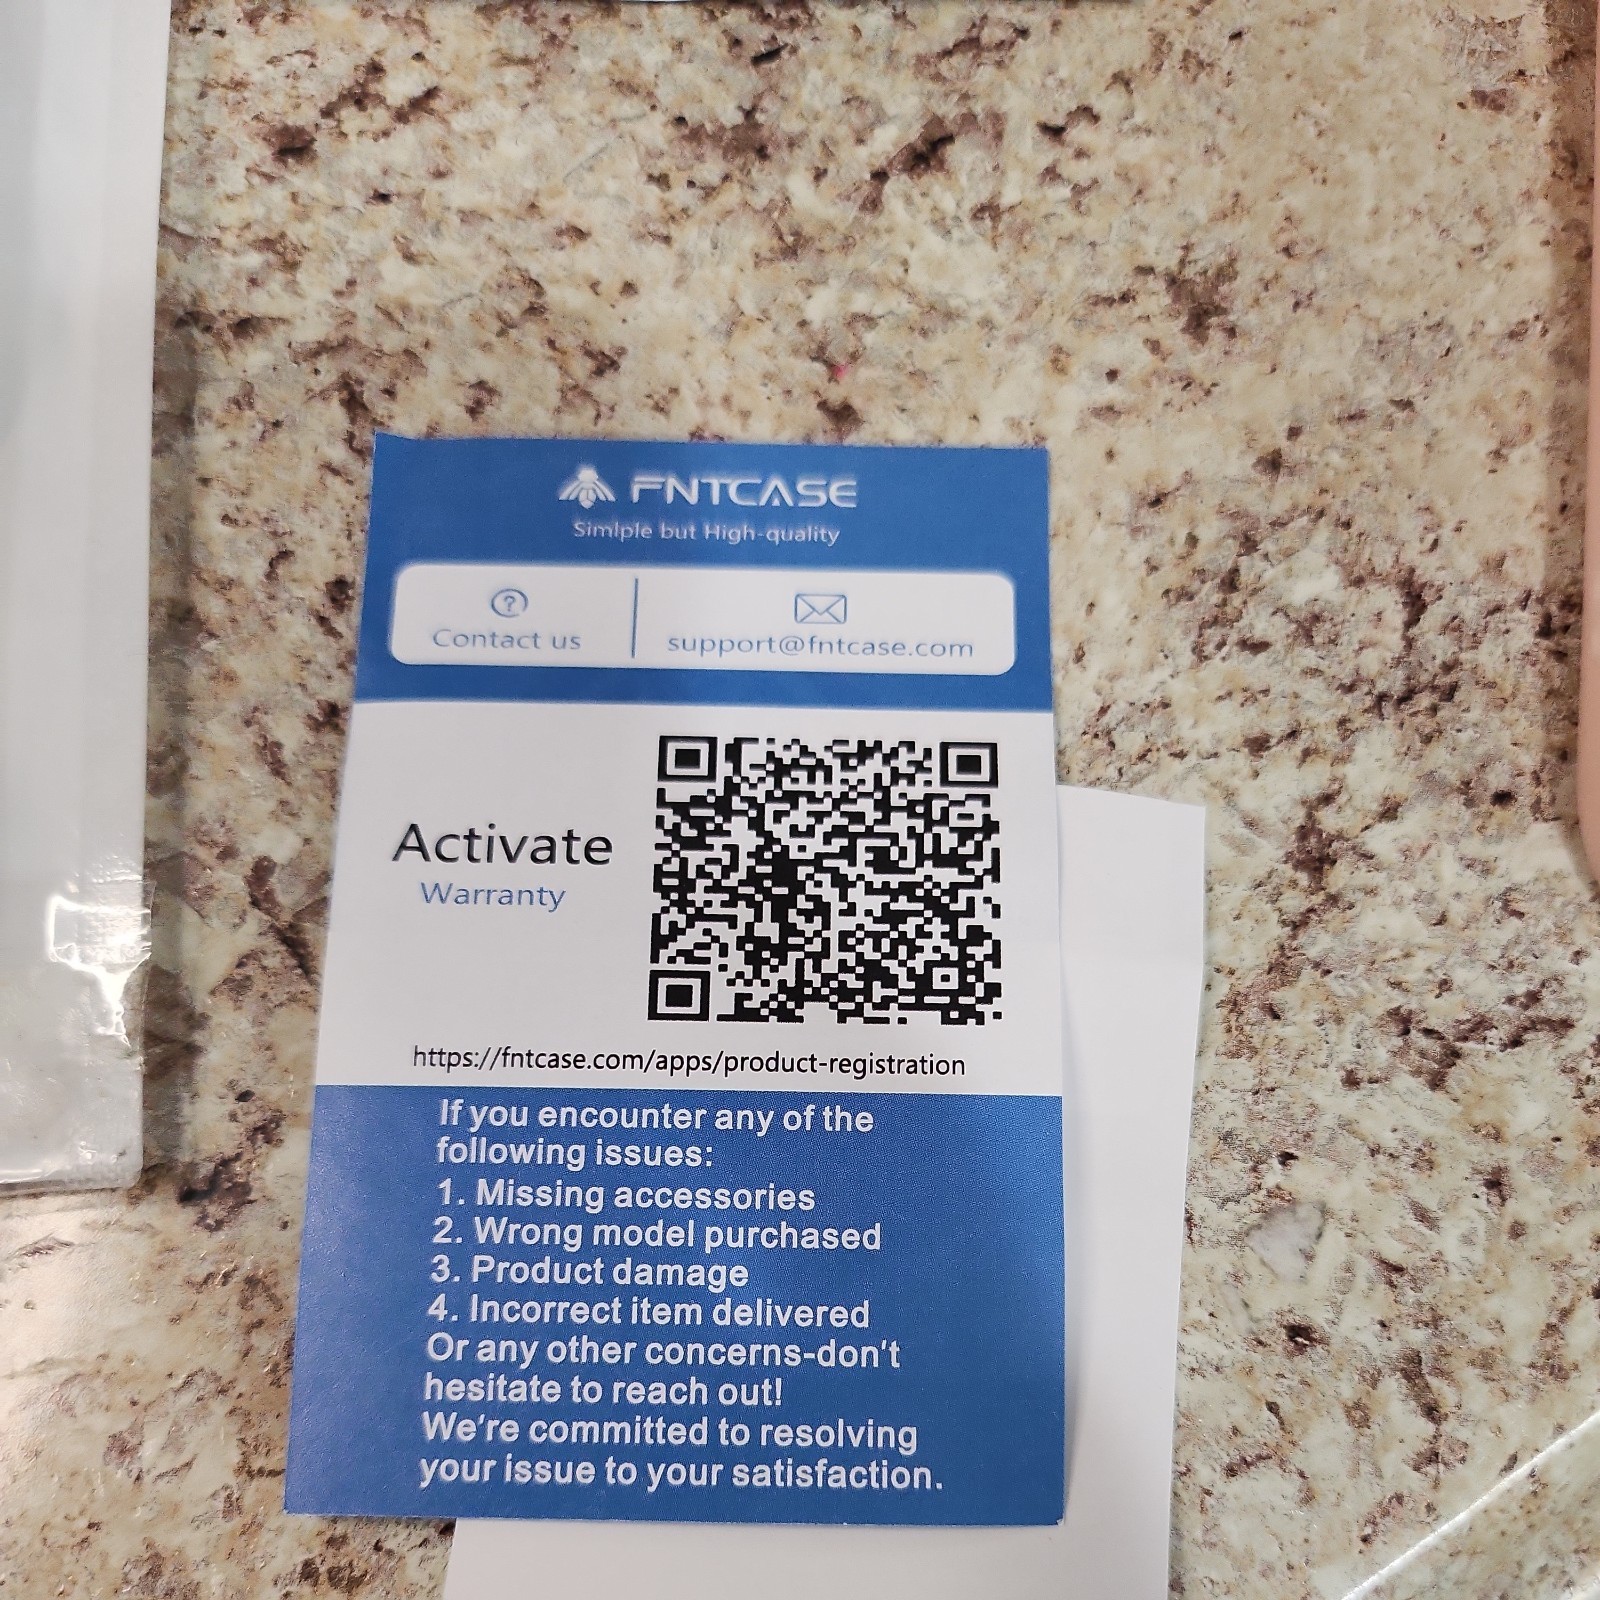 FNTCASE
Simlple but High-quality
Contact us
support@fntcase.com
Activate
Warranty
https://fntcase.com/apps/product-registration
If you encounter any of the
following issues:
1. Missing accessories
2. Wrong model purchased
3. Product damage
4. Incorrect item delivered
Or any other concerns-don't
hesitate to reach out!
We're committed to resolving
your issue to your satisfaction.